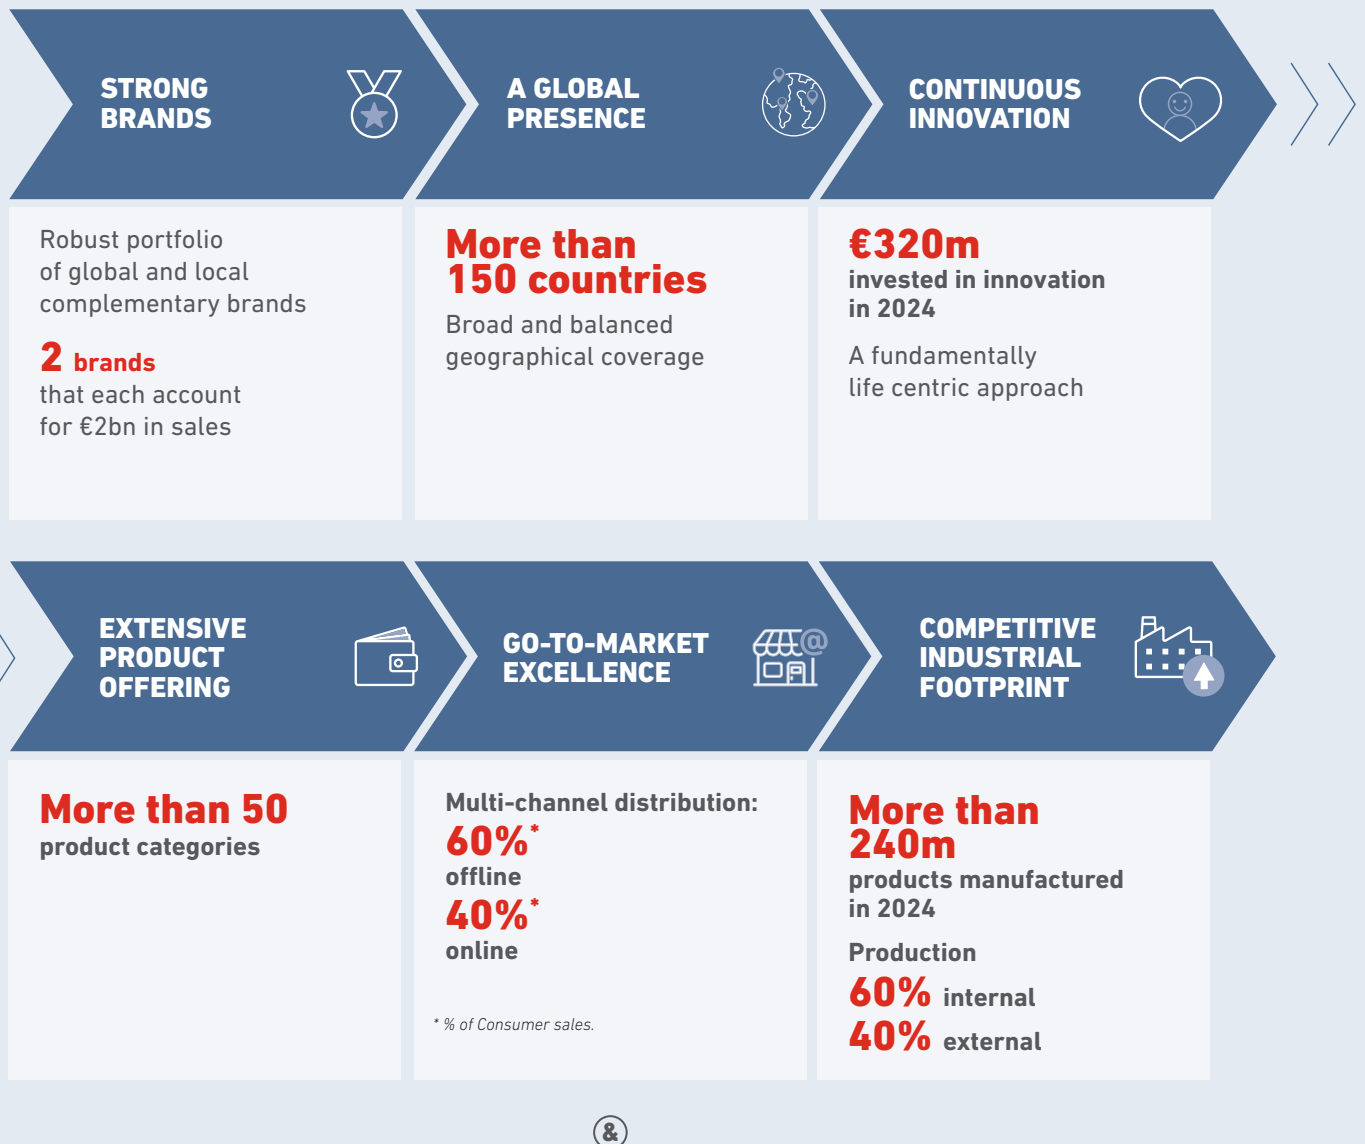 STRONG
BRANDS
A GLOBAL
PRESENCE
CONTINUOUS
INNOVATION
Robust portfolio
of global and local
complementary brands
2 brands
that each account
for €2bn in sales
More than
150 countries
Broad and balanced
geographical coverage
€320m
invested in innovation
in 2024
A fundamentally
life centric approach
EXTENSIVE
PRODUCT
OFFERING
GO-TO-MARKET
EXCELLENCE
@
COMPETITIVE
INDUSTRIAL
FOOTPRINT
More than 50
product categories
Multi-channel distribution:
60%*
offline
40%*
online
* % of Consumer sales.
More than
240m
products manufactured
in 2024
Production
60% internal
40% external
&